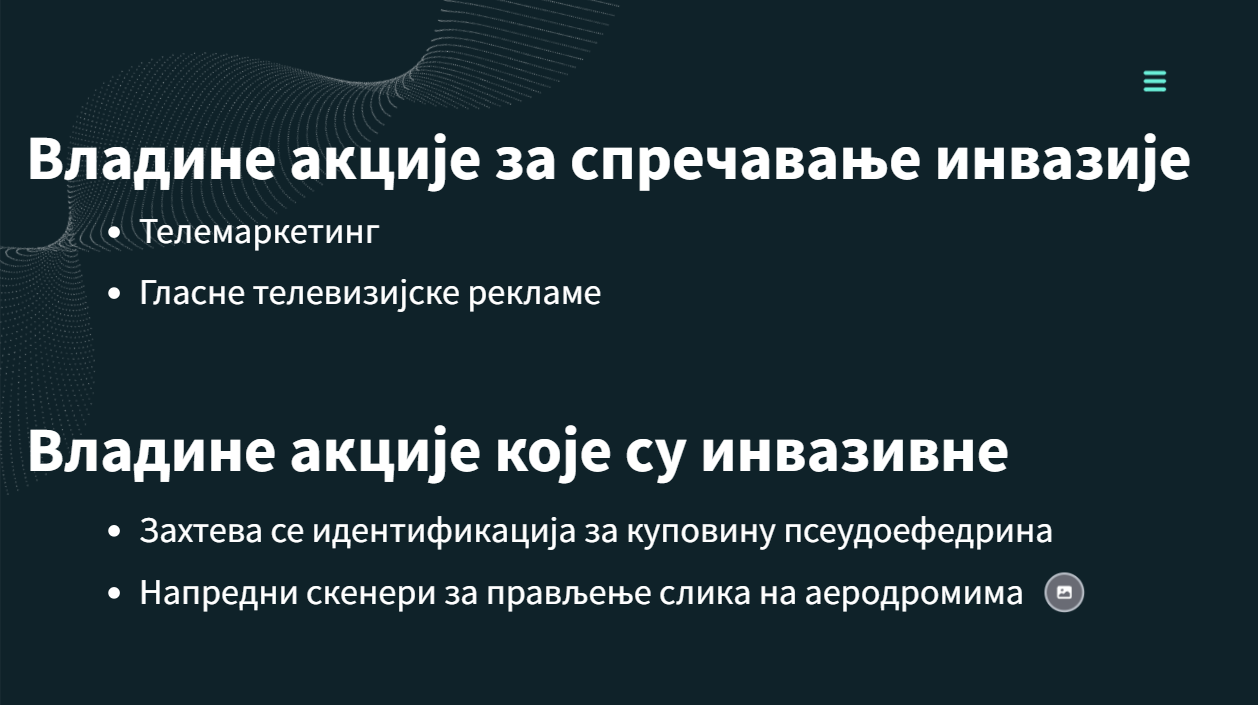 Владине акције за спречавање инвазије
• Телемаркетинг
• Гласне телевизијске рекламе
Владине акције које су инвазивне
• Захтева се идентификација за куповину псеудоефедрина
• Напредни скенери за прављење слика на аеродромима